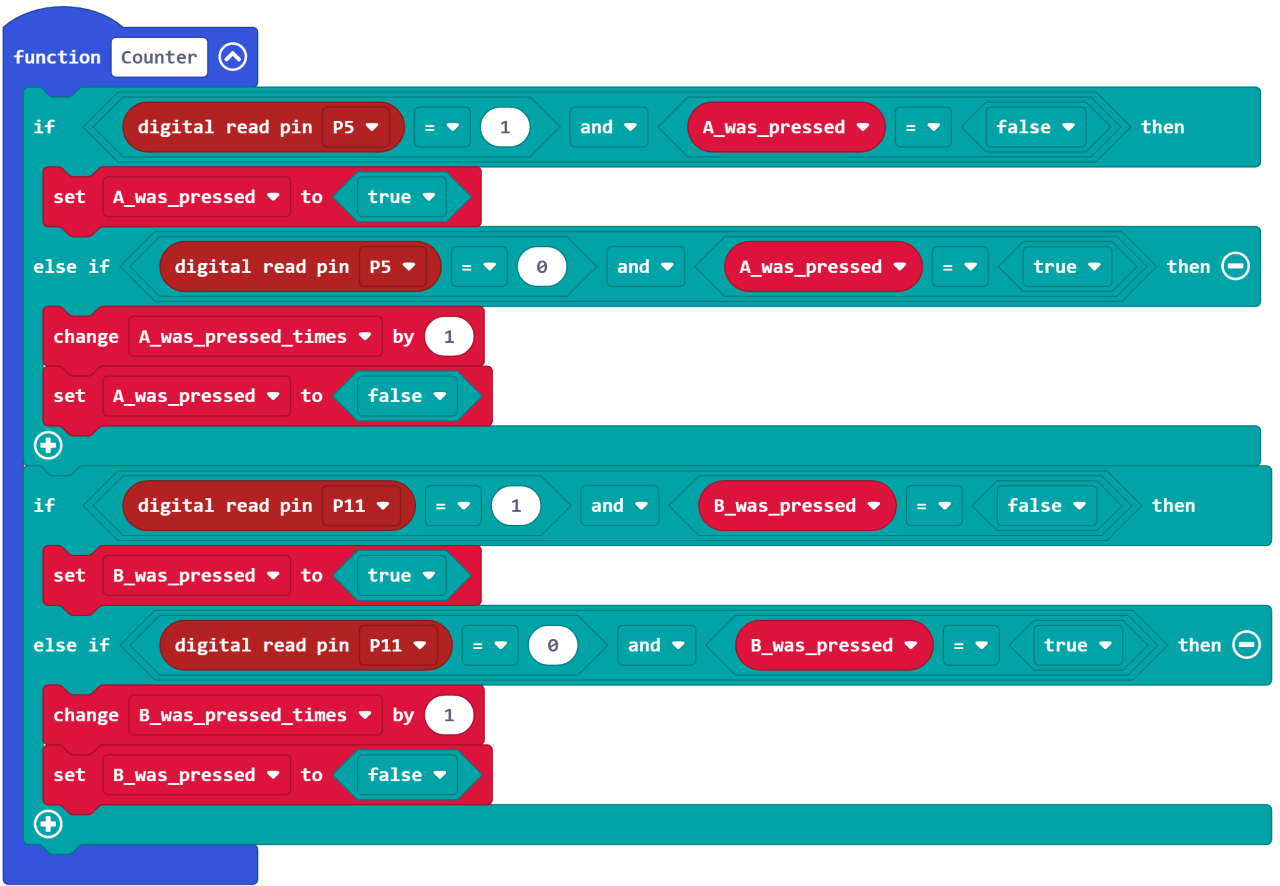 function Counter
if digital read pin P5 = 1 and A_was_pressed = false then
set A_was_pressed to true
else if digital read pin P5 = 0 and A_was_pressed = true then
change A_was_pressed_times by 1
set A_was_pressed to false
if digital read pin P11 = 1 and B_was_pressed = false then
set B_was_pressed to true
else if digital read pin P11 = 0 and B_was_pressed = true then
change B_was_pressed_times by 1
set B_was_pressed to false